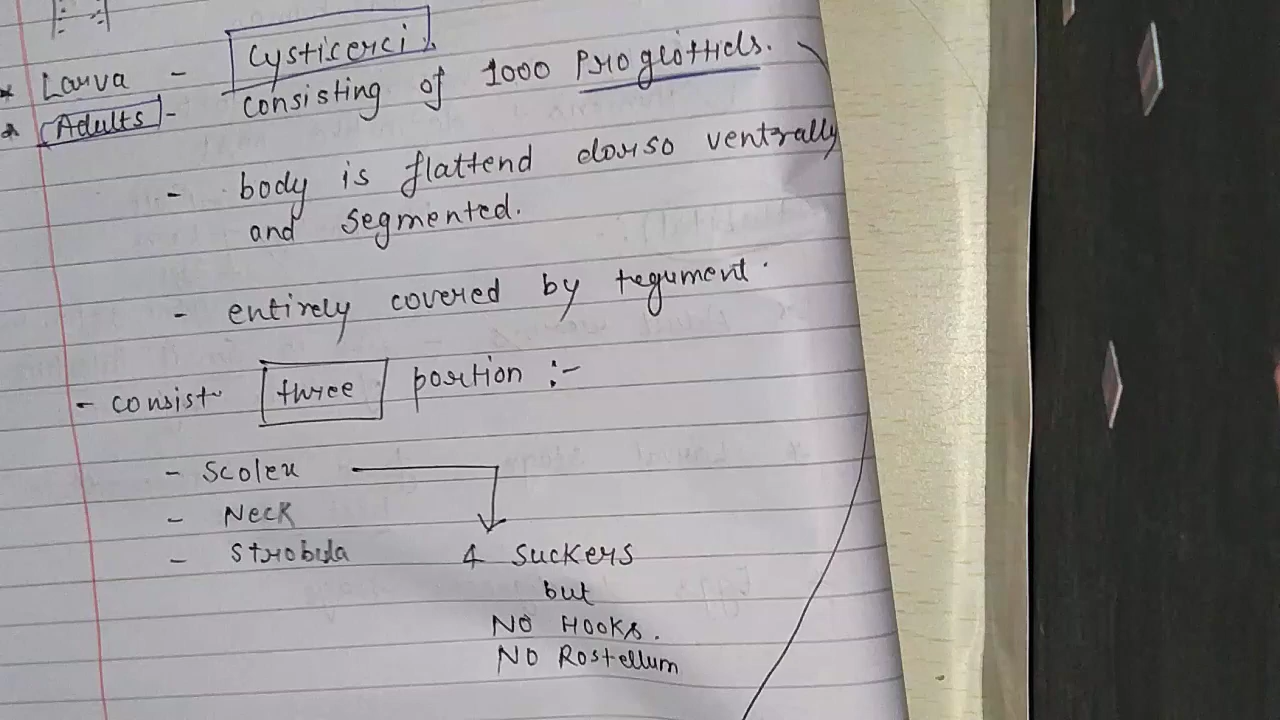 * Larva - Cysticerci.
* Adults - consisting of 1000 Proglottids.
- body is flattend dorso ventrally
and segmented.
- entirely covered by tegument.
- consist three portion :-
- Scolex
- Neck
- Strobila 4 suckers
but
NO HOOKS.
NO Rostellum